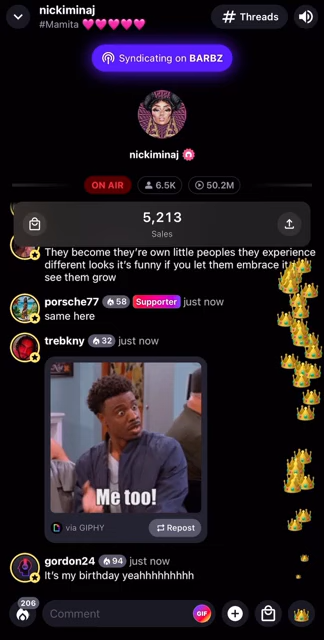 nickiminaj
#Mamita 💗💗💗💗💗
# Threads
Syndicating on BARBZ
nickiminaj
ON AIR 6.5K 50.2M
5,213
Sales
They become they're own little peoples they experience
different looks it's funny if you let them embrace it
see them grow
porsche77 58 Supporter just now
same here
trebkny 32 just now
Me too!
via GIPHY Repost
gordon24 94 just now
It's my birthday yeahhhhhhhhh
206
Comment GIF